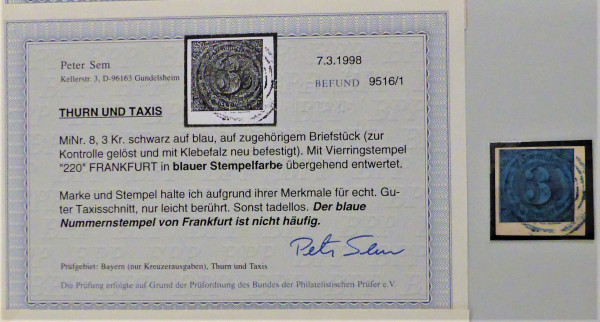 Peter Sem
Kellerstr. 3, D-96163 Gundelsheim
7.3.1998
BEFUND 9516/1
THURN UND TAXIS
MiNr. 8, 3 Kr. schwarz auf blau, auf zugehörigem Briefstück (zur
Kontrolle gelöst und mit Klebefalz neu befestigt). Mit Vierringstempel
"220" FRANKFURT in blauer Stempelfarbe übergehend entwertet.
Marke und Stempel halte ich aufgrund ihrer Merkmale für echt. Gu-
ter Taxisschnitt, nur leicht berührt. Sonst tadellos. Der blaue
Nummernstempel von Frankfurt ist nicht häufig.
Petr Sem
Prüfgebiet: Bayern (nur Kreuzerausgaben), Thurn und Taxis
Die Prüfung erfolgte auf Grund der Prüfordnung des Bundes der Philatelistischen Prüfer e.V.
3
3